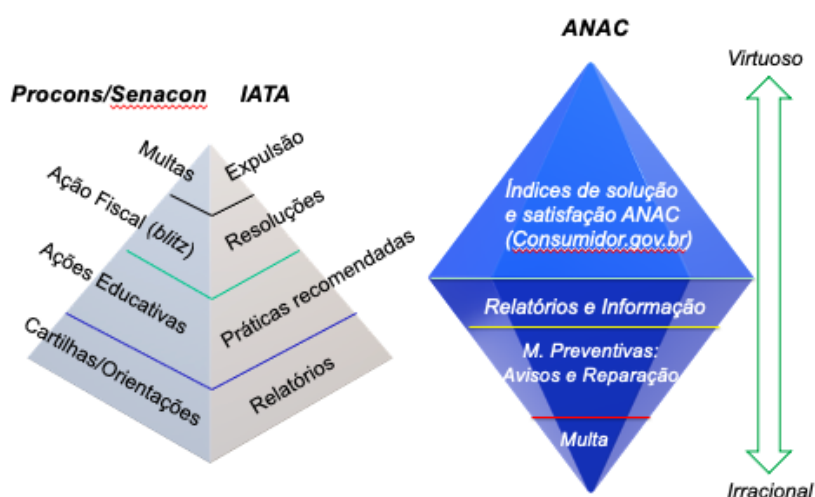 ANAC
Virtuoso
Procons/Senacon
IATA
Multas
Expulsão
Ação Fiscal (blitz)
Resoluções
Ações Educativas
Práticas recomendadas
Cartilhas/Orientações
Relatórios
Índices de solução
e satisfação ANAC
(Consumidor.gov.br)
Relatórios e Informação
M. Preventivas:
Avisos e Reparação
Multa
Irracional